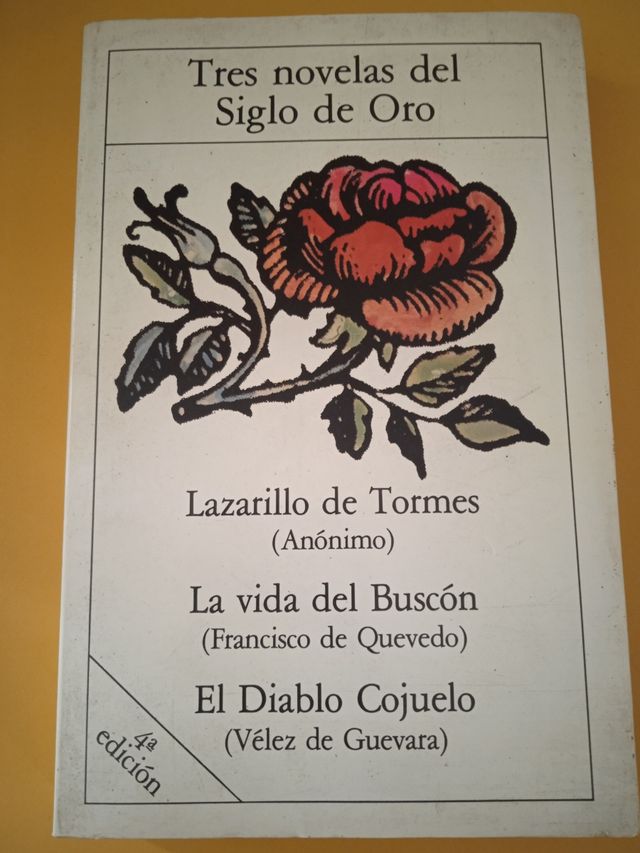 Tres novelas del
Siglo de Oro
Lazarillo de Tormes
(Anónimo)
La vida del Buscón
(Francisco de Quevedo)
El Diablo Cojuelo
(Vélez de Guevara)
4ª
edición